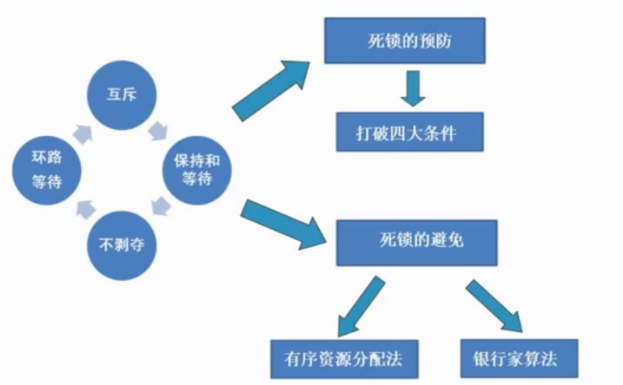 互斥
保持和
等待
不剥夺
环路
等待
死锁的预防
打破四大条件
死锁的避免
有序资源分配法
银行家算法